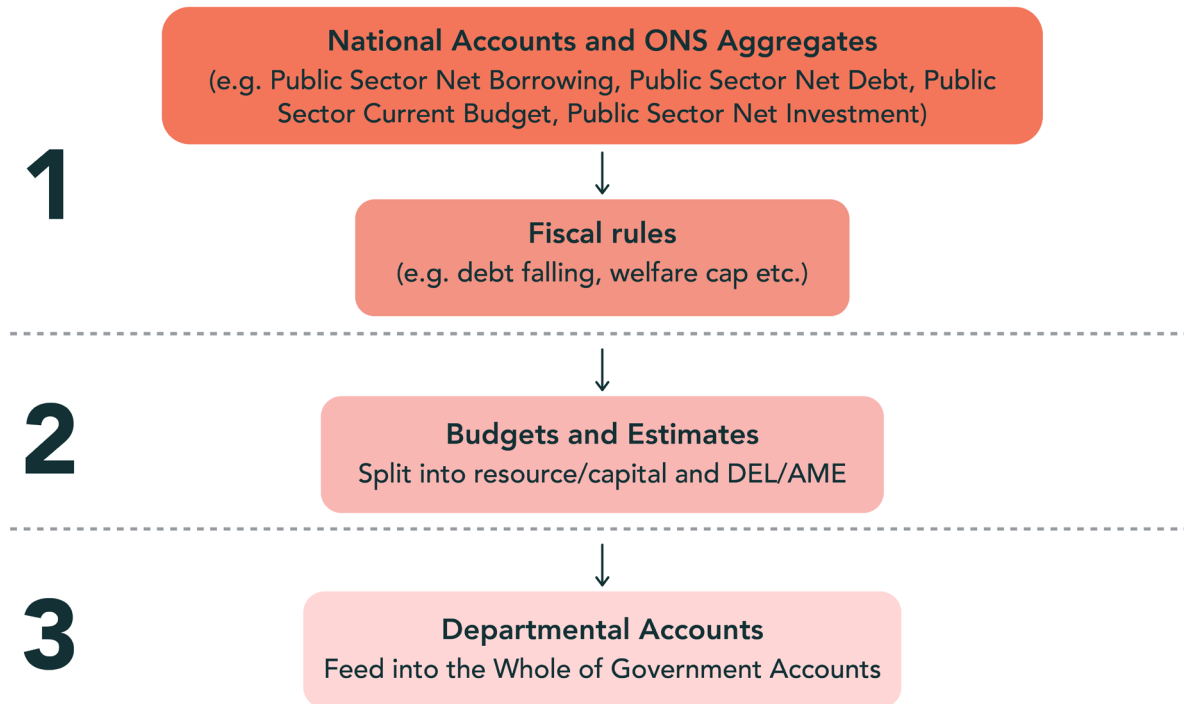 National Accounts and ONS Aggregates
(e.g. Public Sector Net Borrowing, Public Sector Net Debt, Public
Sector Current Budget, Public Sector Net Investment)
1
Fiscal rules
(e.g. debt falling, welfare cap etc.)
2
Budgets and Estimates
Split into resource/capital and DEL/AME
3
Departmental Accounts
Feed into the Whole of Government Accounts